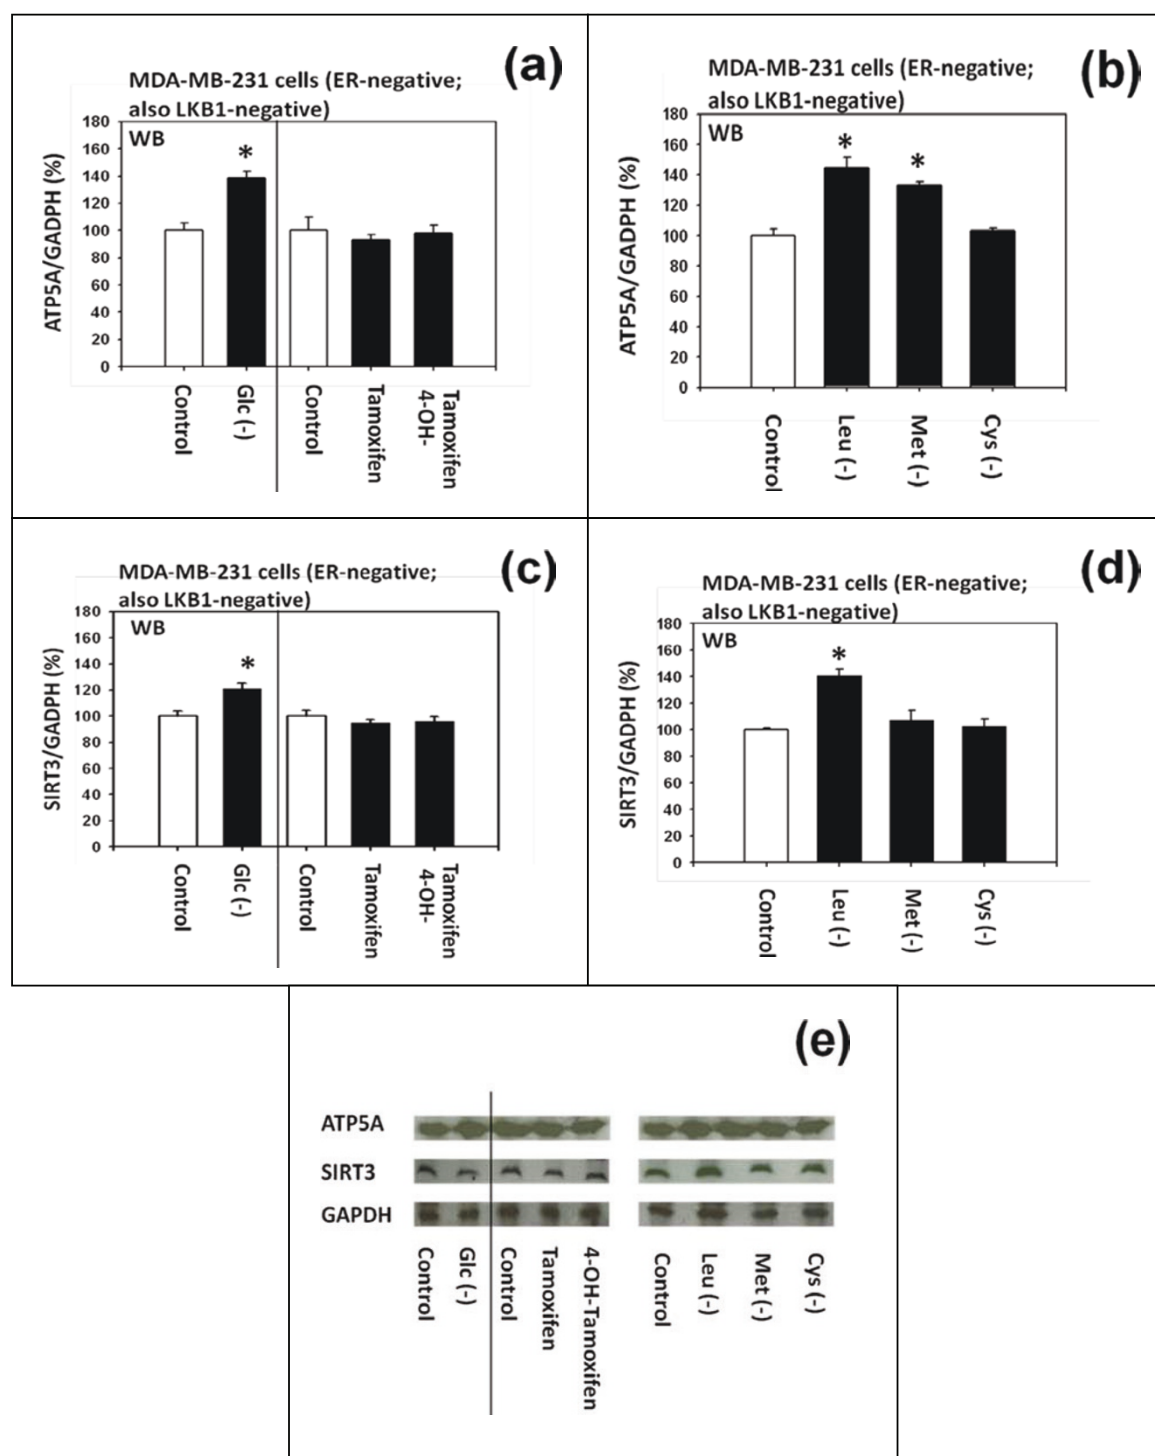 (a)
MDA-MB-231 cells (ER-negative;
also LKB1-negative)
WB
ATP5A/GADPH (%)
180
160
140
120
100
80
60
40
20
0
*
Control
Glc (-)
Control
Tamoxifen
4-OH-
Tamoxifen
(b)
MDA-MB-231 cells (ER-negative;
also LKB1-negative)
WB
ATP5A/GADPH (%)
180
160
140
120
100
80
60
40
20
0
*
*
Control
Leu (-)
Met (-)
Cys (-)
(c)
MDA-MB-231 cells (ER-negative;
also LKB1-negative)
WB
SIRT3/GADPH (%)
180
160
140
120
100
80
60
40
20
0
*
Control
Glc (-)
Control
Tamoxifen
4-OH-
Tamoxifen
(d)
MDA-MB-231 cells (ER-negative;
also LKB1-negative)
WB
SIRT3/GADPH (%)
180
160
140
120
100
80
60
40
20
0
*
Control
Leu (-)
Met (-)
Cys (-)
(e)
ATP5A
SIRT3
GAPDH
Control
Glc (-)
Control
Tamoxifen
4-OH-Tamoxifen
Control
Leu (-)
Met (-)
Cys (-)